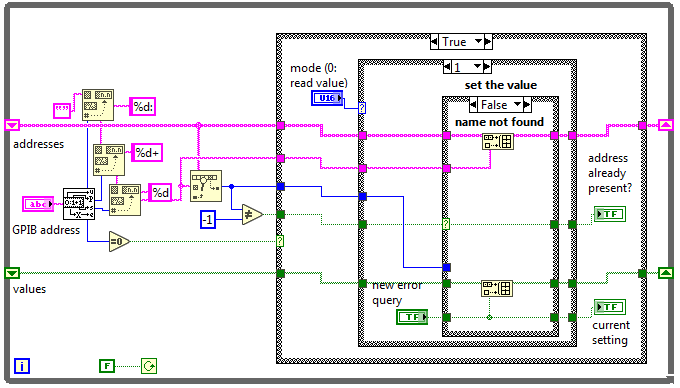 True
mode (0:
read value)
U16
1
set the value
False
name not found
%d:
addresses
%d+
%d
abc
GPIB address
=0
-1
≠
address
already
present?
TF
values
new error
query
TF
TF
current
setting
i
F